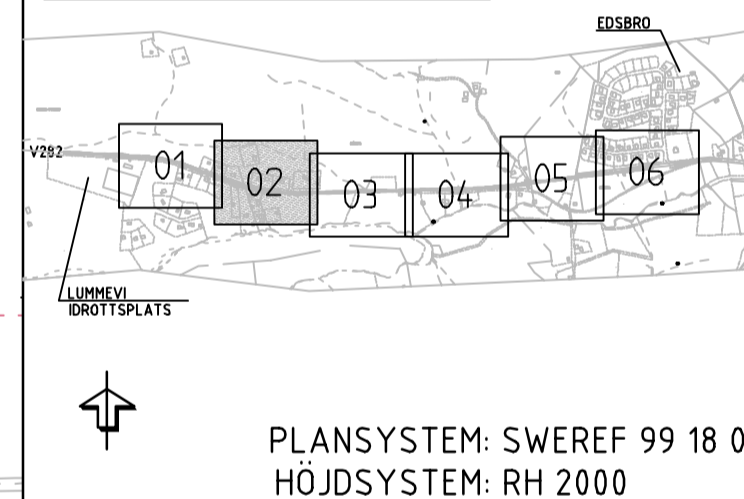 EDSBRO
V282
01
02
03
04
05
06
LUMMEVI
IDROTTSPLATS
PLANSYSTEM: SWEREF 99 18 0
HÖJDSYSTEM: RH 2000